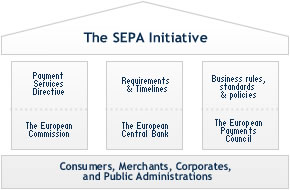 The SEPA Initiative
Payment
Services
Directive
The European
Commission
Requirements
& Timelines
The European
Central Bank
Business rules,
standards
& policies
The European
Payments
Council
Consumers, Merchants, Corporates,
and Public Administrations